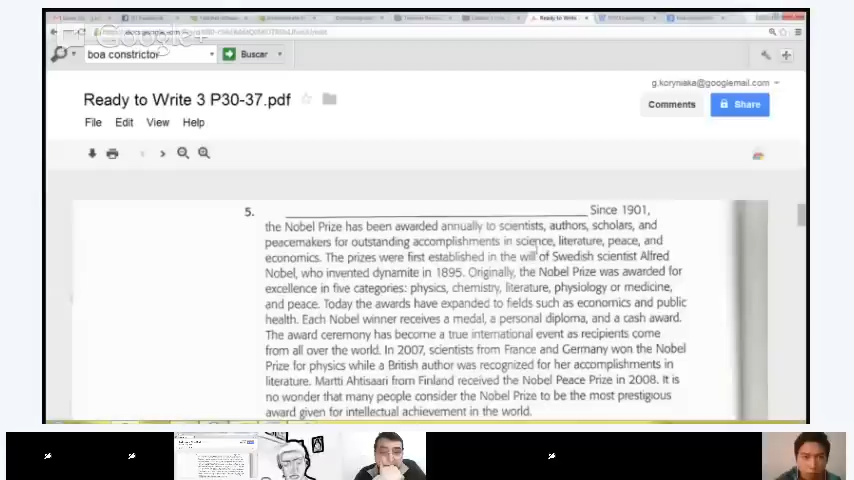 Google+
Ready to Write
boa constrictor
Buscar
g.koryniaka@googlemail.com
Ready to Write 3 P30-37.pdf
Comments
Share
File Edit View Help
5. Since 1901,
the Nobel Prize has been awarded annually to scientists, authors, scholars, and
peacemakers for outstanding accomplishments in science, literature, peace, and
economics. The prizes were first established in the will of Swedish scientist Alfred
Nobel, who invented dynamite in 1895. Originally, the Nobel Prize was awarded for
excellence in five categories: physics, chemistry, literature, physiology or medicine,
and peace. Today the awards have expanded to fields such as economics and public
health. Each Nobel winner receives a medal, a personal diploma, and a cash award.
The award ceremony has become a true international event as recipients come
from all over the world. In 2007, scientists from France and Germany won the Nobel
Prize for physics while a British author was recognized for her accomplishments in
literature. Martti Ahtisaari from Finland received the Nobel Peace Prize in 2008. It is
no wonder that many people consider the Nobel Prize to be the most prestigious
award given for intellectual achievement in the world.